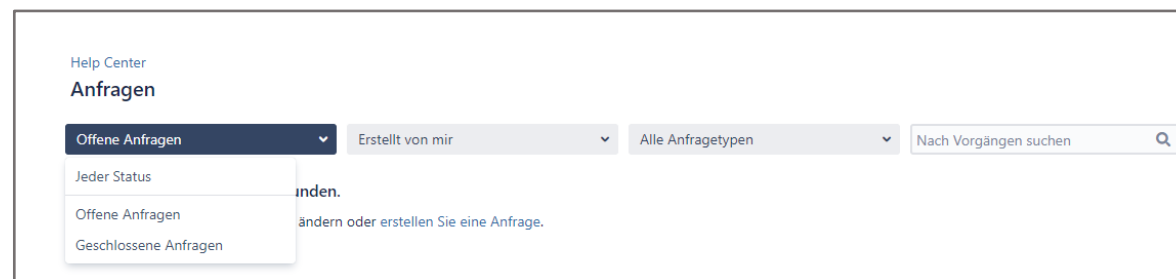 Help Center
Anfragen
Offene Anfragen Erstellt von mir Alle Anfragetypen Nach Vorgängen suchen
Jeder Status
unden.
Offene Anfragen
ändern oder erstellen Sie eine Anfrage.
Geschlossene Anfragen